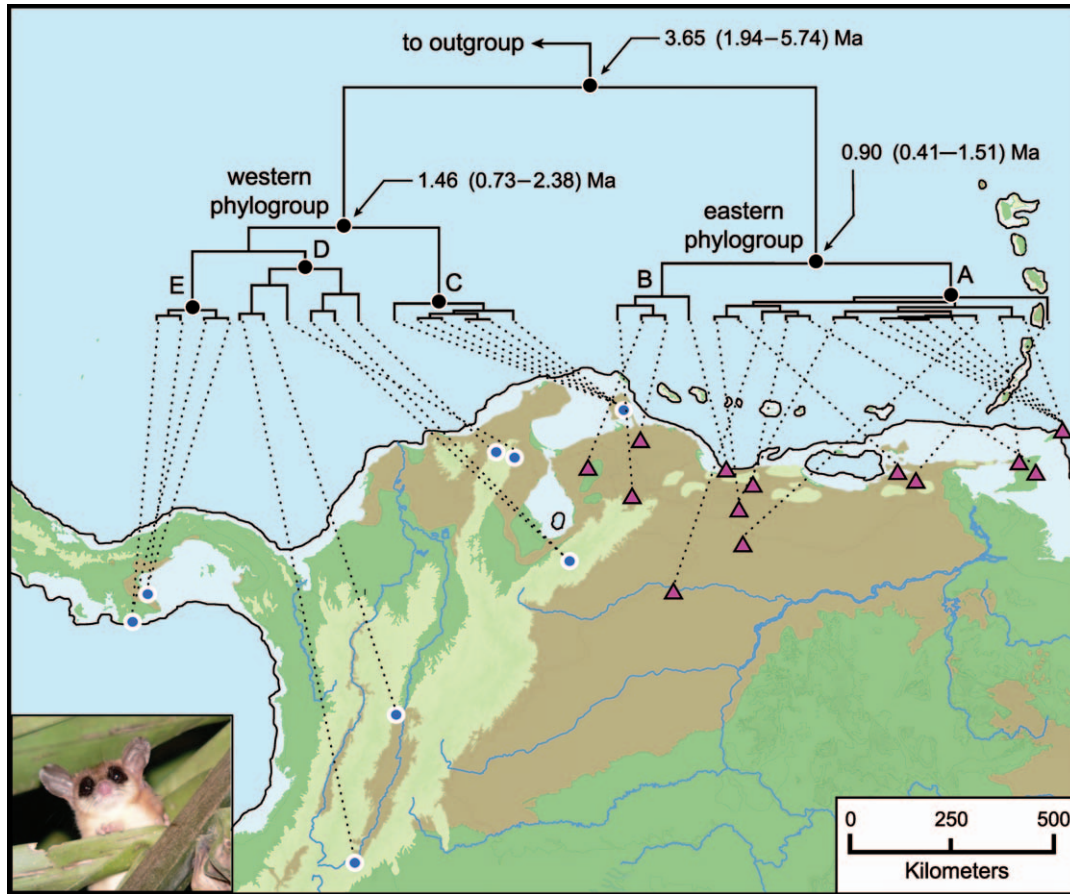 to outgroup
3.65 (1.94–5.74) Ma
0.90 (0.41–1.51) Ma
western
phylogroup
1.46 (0.73–2.38) Ma
eastern
phylogroup
D
B
A
E
C
0 250 500
Kilometers